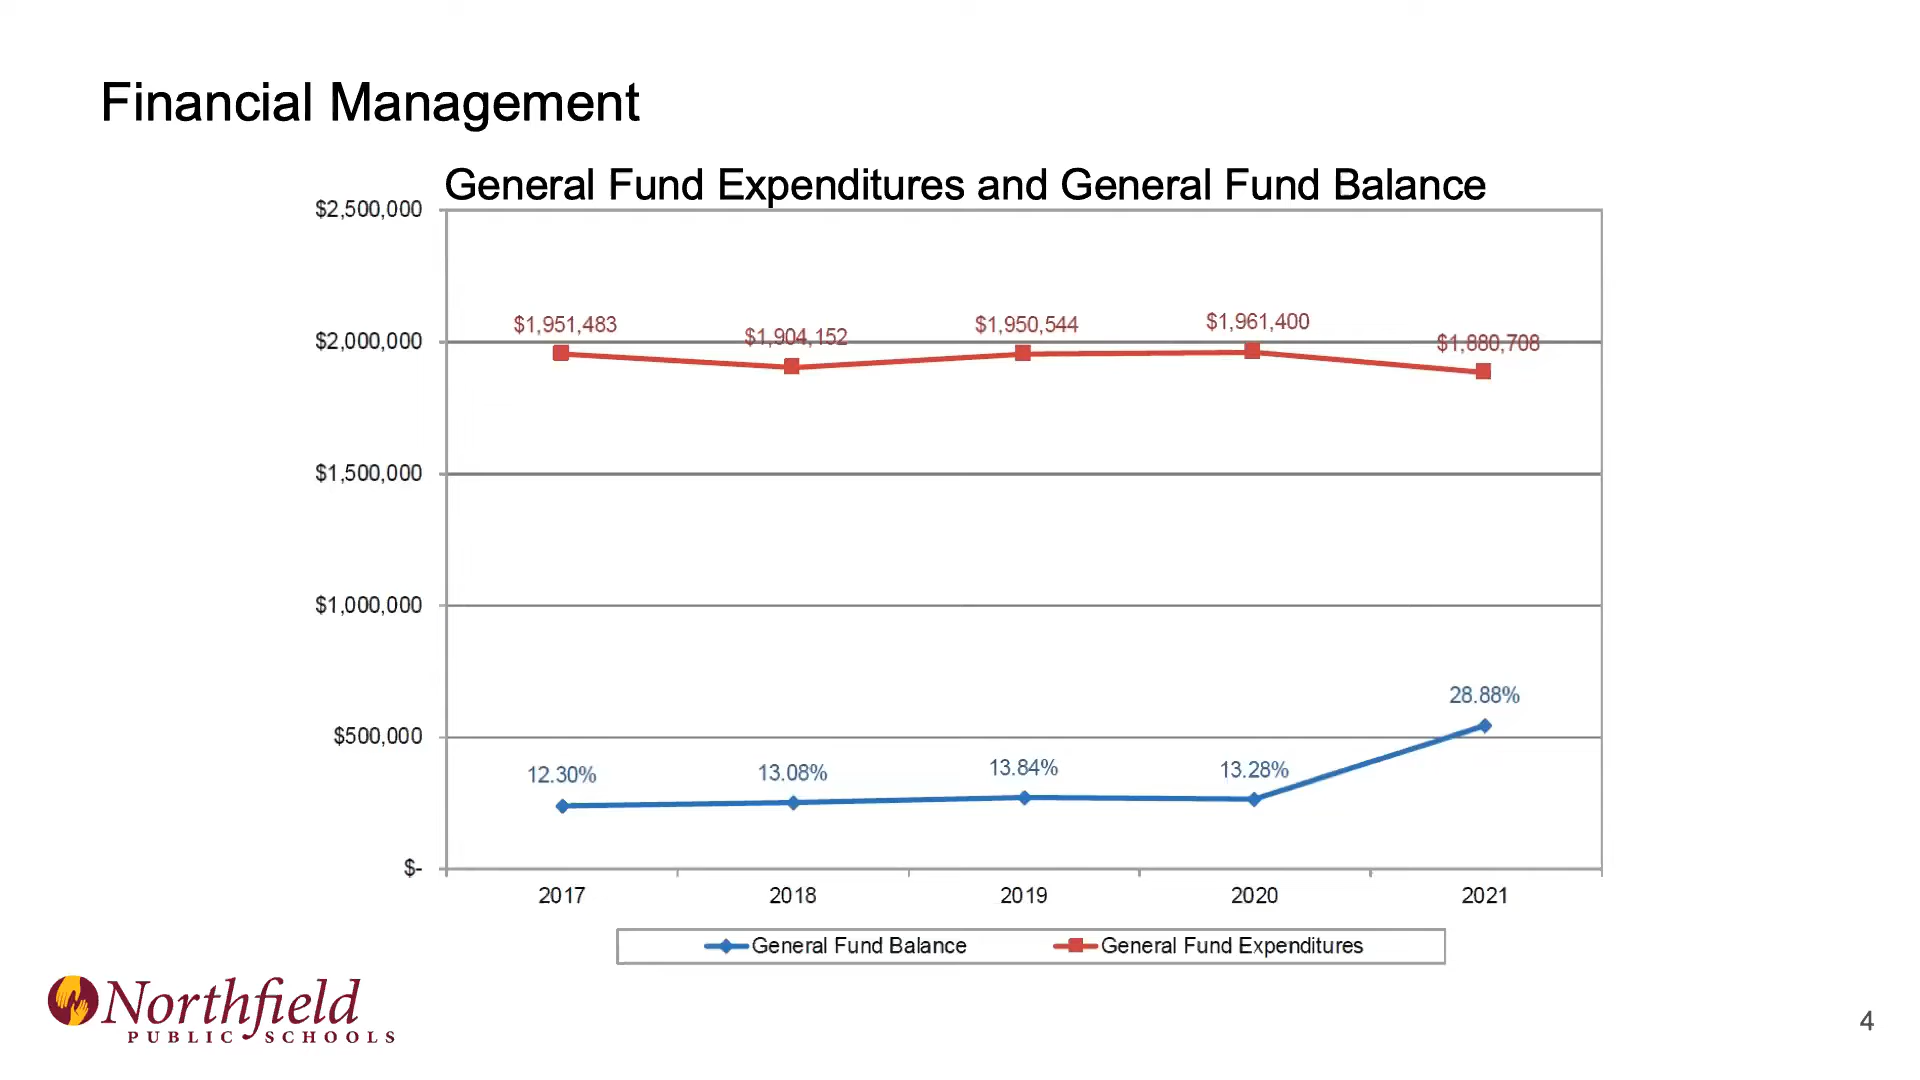 Financial Management
General Fund Expenditures and General Fund Balance
$2,500,000
$2,000,000
$1,500,000
$1,000,000
$500,000
$-
$1,951,483
$1,904,152
$1,950,544
$1,961,400
$1,880,708
12.30%
13.08%
13.84%
13.28%
28.88%
2017 2018 2019 2020 2021
General Fund Balance General Fund Expenditures
Northfield
PUBLIC SCHOOLS
4